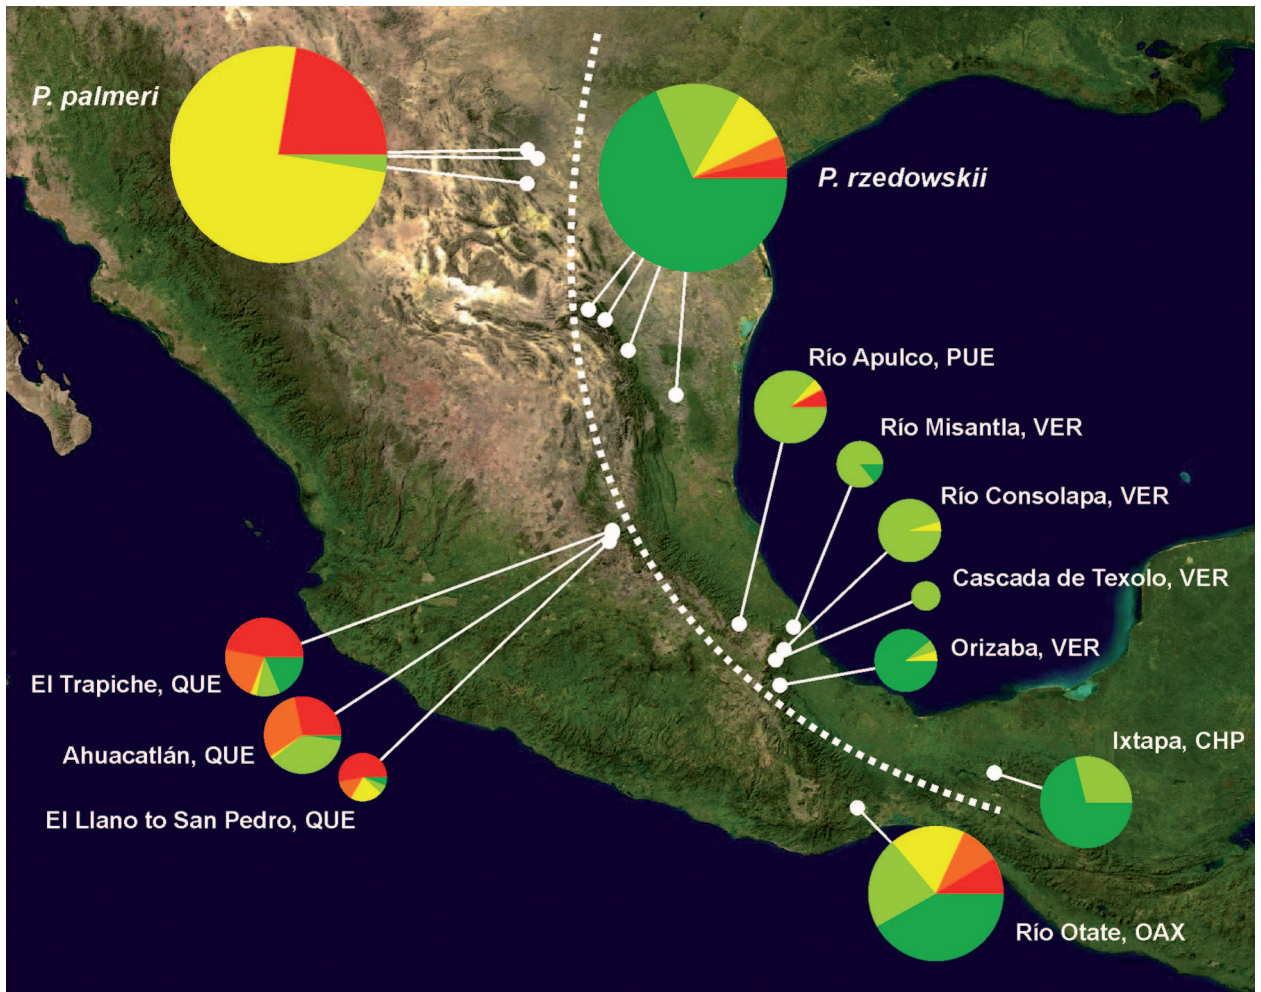 P. palmeri
P. rzedowskii
Río Apulco, PUE
Río Misantla, VER
Río Consolapa, VER
Cascada de Texolo, VER
Orizaba, VER
El Trapiche, QUE
Ahuacatlán, QUE
El Llano to San Pedro, QUE
Ixtapa, CHP
Río Otate, OAX